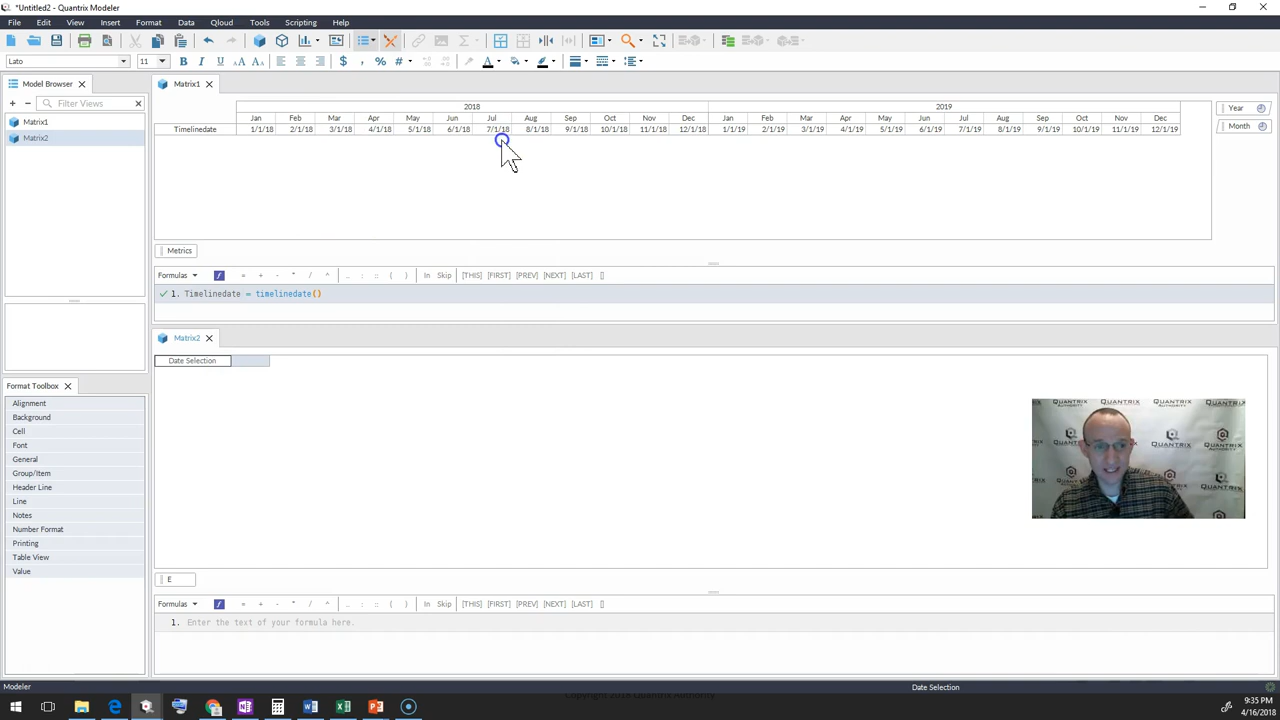 *Untitled2 - Quantrix Modeler
File Edit View Insert Format Data Qloud Tools Scripting Help
Lato 11
Model Browser
Filter Views
Matrix1
Matrix2
Format Toolbox
Alignment
Background
Cell
Font
General
Group/Item
Header Line
Line
Notes
Number Format
Printing
Table View
Value
Matrix1
2018 2019
Jan Feb Mar Apr May Jun Jul Aug Sep Oct Nov Dec Jan Feb Mar Apr May Jun Jul Aug Sep Oct Nov Dec
Timelinedate 1/1/18 2/1/18 3/1/18 4/1/18 5/1/18 6/1/18 7/1/18 8/1/18 9/1/18 10/1/18 11/1/18 12/1/18 1/1/19 2/1/19 3/1/19 4/1/19 5/1/19 6/1/19 7/1/19 8/1/19 9/1/19 10/1/19 11/1/19 12/1/19
Year
Month
Metrics
Formulas f = + - * / ^ .. : :: ( ) In Skip [THIS] [FIRST] [PREV] [NEXT] [LAST] []
1. Timelinedate = timelinedate()
Matrix2
Date Selection
QUANTRIX
AUTHORITY
E
Formulas f = + - * / ^ .. : :: ( ) In Skip [THIS] [FIRST] [PREV] [NEXT] [LAST] []
1. Enter the text of your formula here.
Modeler
Date Selection
9:35 PM
4/16/2018